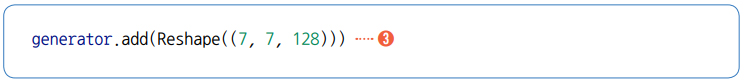 generator.add(Reshape((7, 7, 128))) ····· ❸